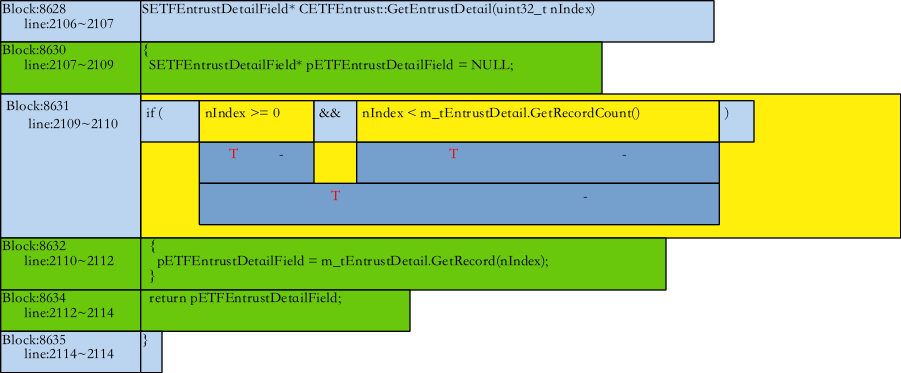 Block:8628 SETFEntrustDetailField* CETFEntrust::GetEntrustDetail(uint32_t nIndex)
line:2106~2107
Block:8630 {
line:2107~2109 SETFEntrustDetailField* pETFEntrustDetailField = NULL;
Block:8631 if ( nIndex >= 0 && nIndex < m_tEntrustDetail.GetRecordCount() )
line:2109~2110
T - T -
T -
Block:8632 {
line:2110~2112 pETFEntrustDetailField = m_tEntrustDetail.GetRecord(nIndex);
}
Block:8634 return pETFEntrustDetailField;
line:2112~2114
Block:8635 }
line:2114~2114